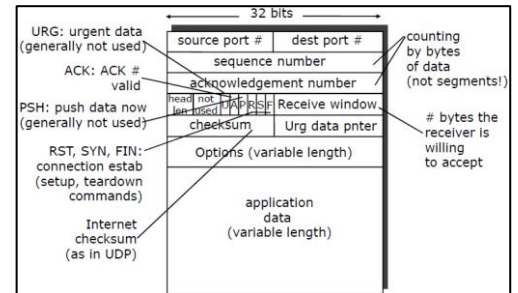 32 bits
URG: urgent data
(generally not used)
ACK: ACK #
valid
PSH: push data now
(generally not used)
RST, SYN, FIN:
connection estab
(setup, teardown
commands)
Internet
checksum
(as in UDP)
source port #
dest port #
sequence number
acknowledgement number
head
len
not
used
U A P R S F
Receive window
checksum
Urg data pnter
Options (variable length)
application
data
(variable length)
counting
by bytes
of data
(not segments!)
# bytes the
receiver is
willing
to accept